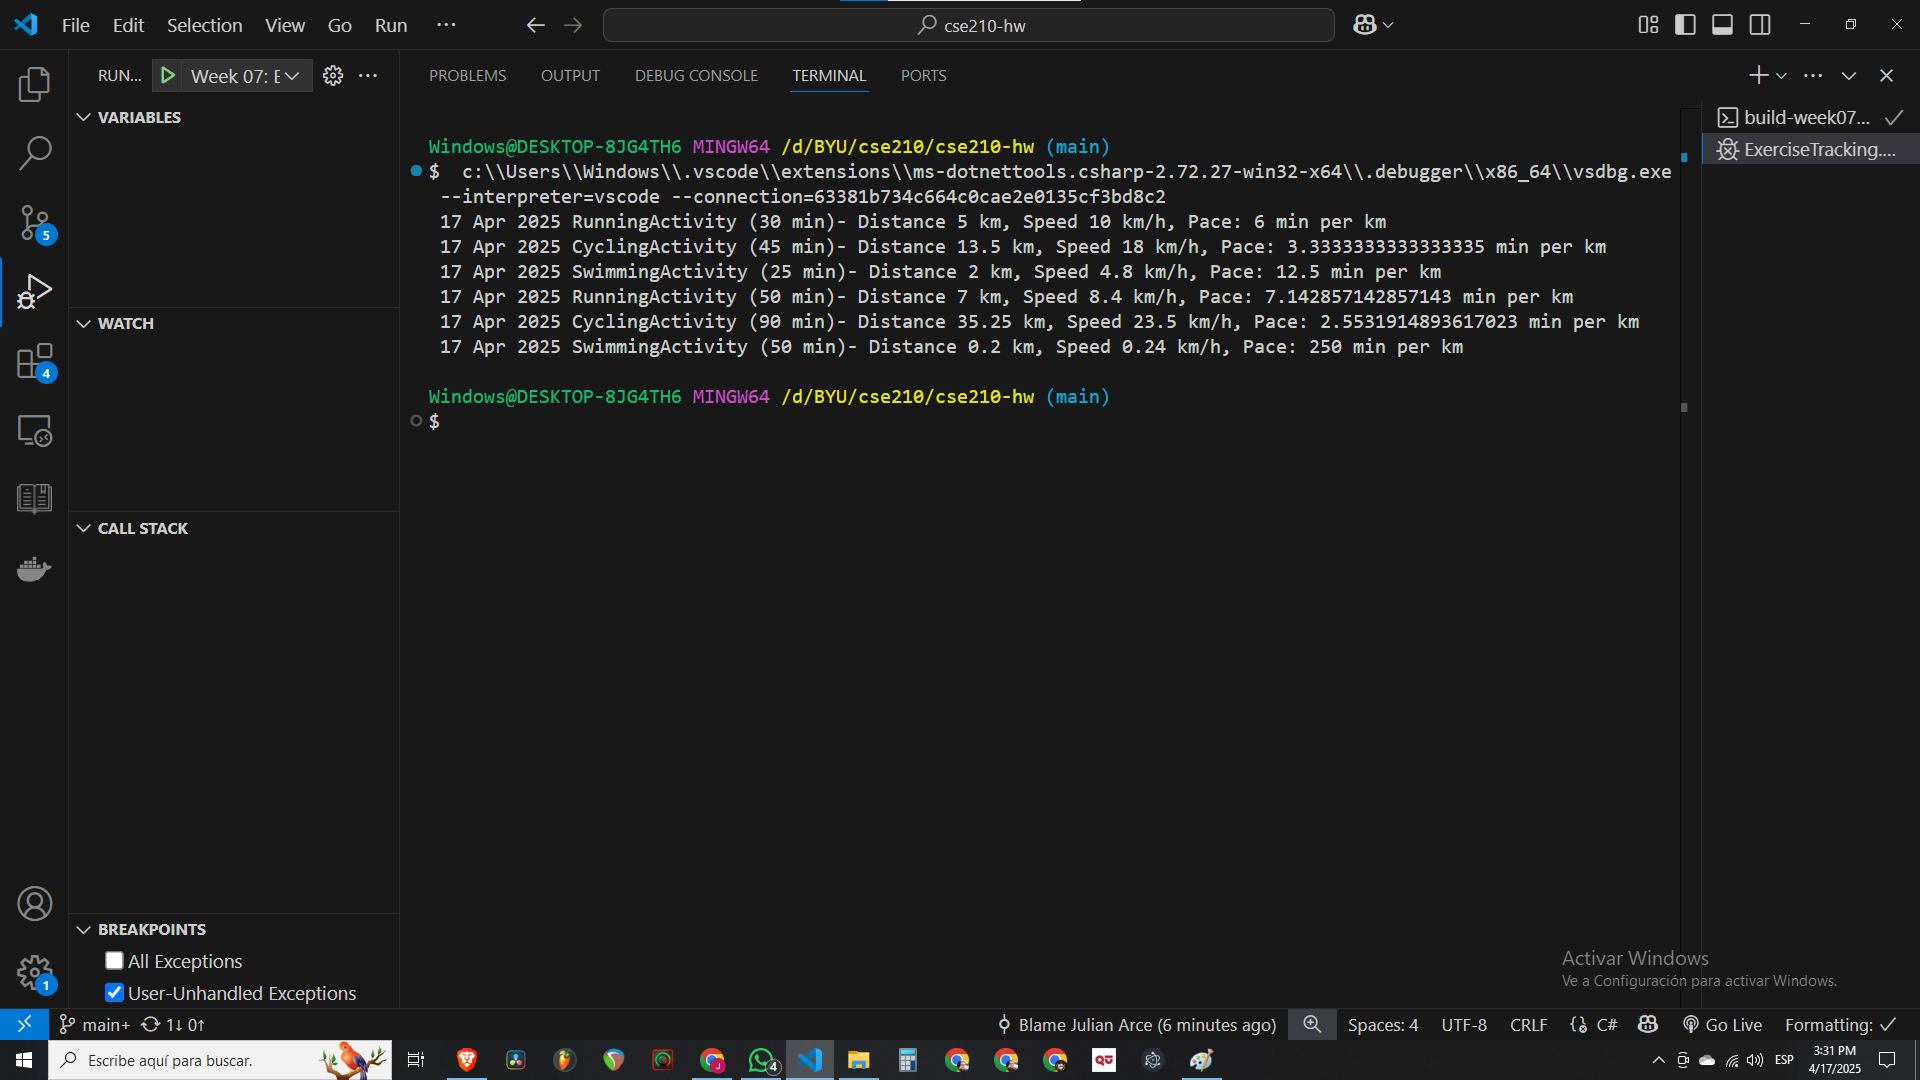 File Edit Selection View Go Run ...
cse210-hw
RUN... Week 07: E
PROBLEMS OUTPUT DEBUG CONSOLE TERMINAL PORTS
VARIABLES
WATCH
CALL STACK
BREAKPOINTS
All Exceptions
User-Unhandled Exceptions
5
4
1
Windows@DESKTOP-8JG4TH6 MINGW64 /d/BYU/cse210/cse210-hw (main)
$  c:\\Users\\Windows\\.vscode\\extensions\\ms-dotnettools.csharp-2.72.27-win32-x64\\.debugger\\x86_64\\vsdbg.exe
--interpreter=vscode --connection=63381b734c664c0cae2e0135cf3bd8c2
17 Apr 2025 RunningActivity (30 min)- Distance 5 km, Speed 10 km/h, Pace: 6 min per km
17 Apr 2025 CyclingActivity (45 min)- Distance 13.5 km, Speed 18 km/h, Pace: 3.3333333333333335 min per km
17 Apr 2025 SwimmingActivity (25 min)- Distance 2 km, Speed 4.8 km/h, Pace: 12.5 min per km
17 Apr 2025 RunningActivity (50 min)- Distance 7 km, Speed 8.4 km/h, Pace: 7.142857142857143 min per km
17 Apr 2025 CyclingActivity (90 min)- Distance 35.25 km, Speed 23.5 km/h, Pace: 2.5531914893617023 min per km
17 Apr 2025 SwimmingActivity (50 min)- Distance 0.2 km, Speed 0.24 km/h, Pace: 250 min per km
Windows@DESKTOP-8JG4TH6 MINGW64 /d/BYU/cse210/cse210-hw (main)
$
build-week07...
ExerciseTracking....
Activar Windows
Ve a Configuración para activar Windows.
main+ 1↓ 0↑
Blame Julian Arce (6 minutes ago)
Spaces: 4 UTF-8 CRLF {} C# Go Live Formatting: ✓
Escribe aquí para buscar.
J
4
QU
ESP
3:31 PM
4/17/2025